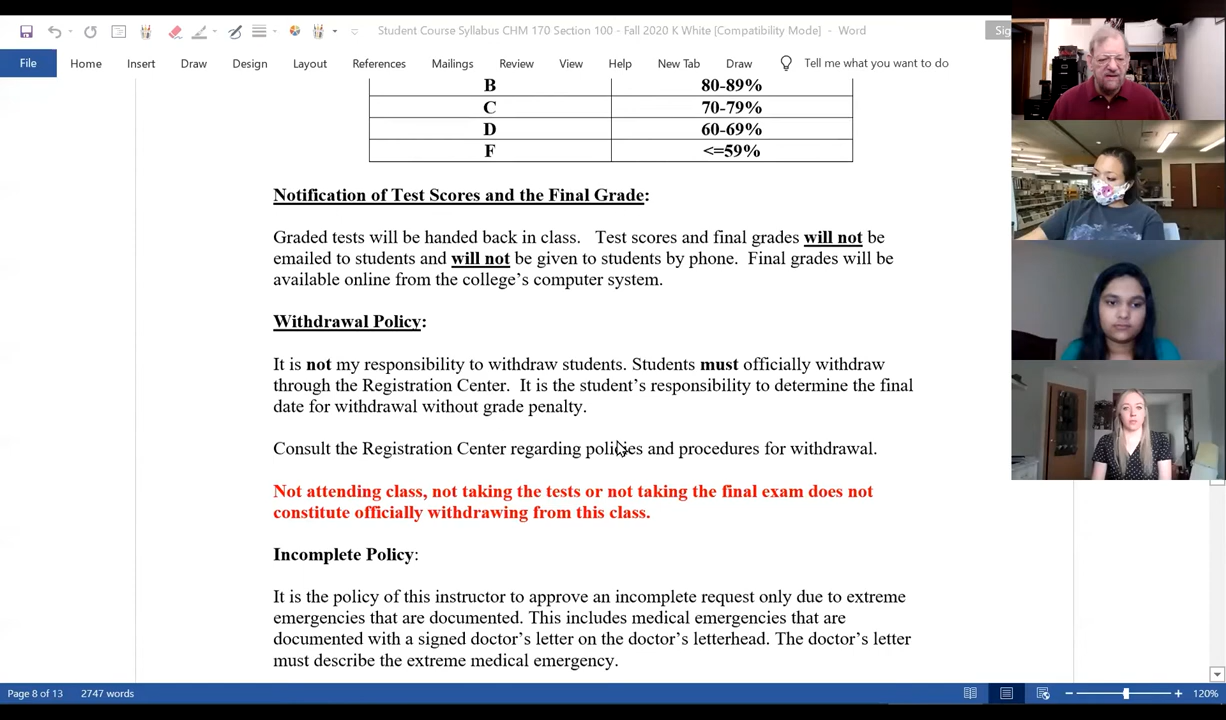 Student Course Syllabus CHM 170 Section 100 - Fall 2020 K White [Compatibility Mode] - Word
File Home Insert Draw Design Layout References Mailings Review View Help New Tab Draw Tell me what you want to do
B 80-89%
C 70-79%
D 60-69%
F <=59%
Notification of Test Scores and the Final Grade:
Graded tests will be handed back in class. Test scores and final grades will not be
emailed to students and will not be given to students by phone. Final grades will be
available online from the college's computer system.
Withdrawal Policy:
It is not my responsibility to withdraw students. Students must officially withdraw
through the Registration Center. It is the student's responsibility to determine the final
date for withdrawal without grade penalty.
Consult the Registration Center regarding policies and procedures for withdrawal.
Not attending class, not taking the tests or not taking the final exam does not
constitute officially withdrawing from this class.
Incomplete Policy:
It is the policy of this instructor to approve an incomplete request only due to extreme
emergencies that are documented. This includes medical emergencies that are
documented with a signed doctor's letter on the doctor's letterhead. The doctor's letter
must describe the extreme medical emergency.
Page 8 of 13 2747 words 120%